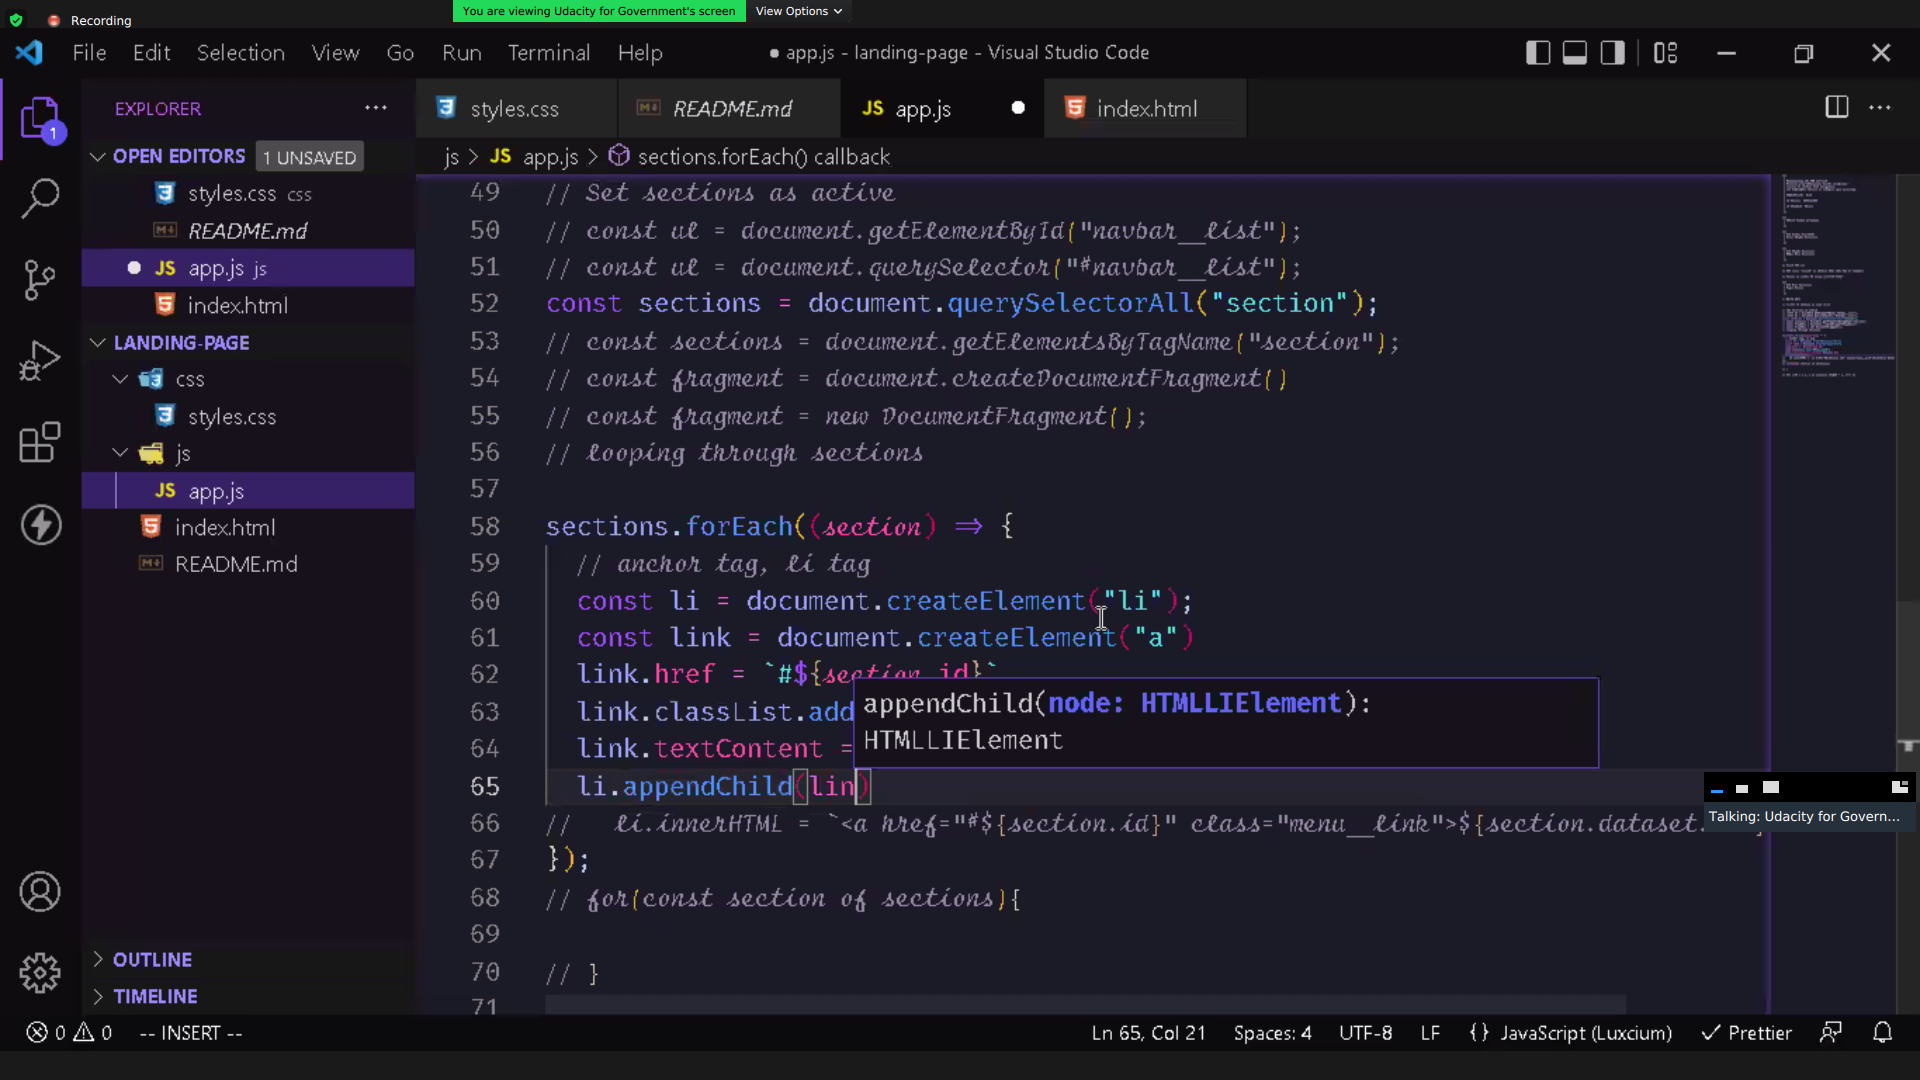 Recording
You are viewing Udacity for Government's screen
View Options
File Edit Selection View Go Run Terminal Help
● app.js - landing-page - Visual Studio Code
EXPLORER
1
OPEN EDITORS 1 UNSAVED
styles.css css
README.md
app.js js
index.html
LANDING-PAGE
css
styles.css
js
app.js
index.html
README.md
OUTLINE
TIMELINE
styles.css README.md JS app.js index.html
js > JS app.js > sections.forEach() callback
49 // Set sections as active
50 // const ul = document.getElementById("navbar__list");
51 // const ul = document.querySelector("#navbar__list");
52 const sections = document.querySelectorAll("section");
53 // const sections = document.getElementsByTagName("section");
54 // const fragment = document.createDocumentFragment()
55 // const fragment = new DocumentFragment();
56 // looping through sections
57
58 sections.forEach((section) => {
59 // anchor tag, li tag
60 const li = document.createElement("li");
61 const link = document.createElement("a")
62 link.href = `#${section.id}`
63 link.classList.add
64 link.textContent =
appendChild(node: HTMLLIElement):
HTMLLIElement
65 li.appendChild(lin)
66 // li.innerHTML = `<a href="#${section.id}" class="menu__link">${section.dataset.
67 });
68 // for(const section of sections){
69
70 // }
71
Talking: Udacity for Govern...
0 0 -- INSERT --
Ln 65, Col 21 Spaces: 4 UTF-8 LF {} JavaScript (Luxcium) Prettier